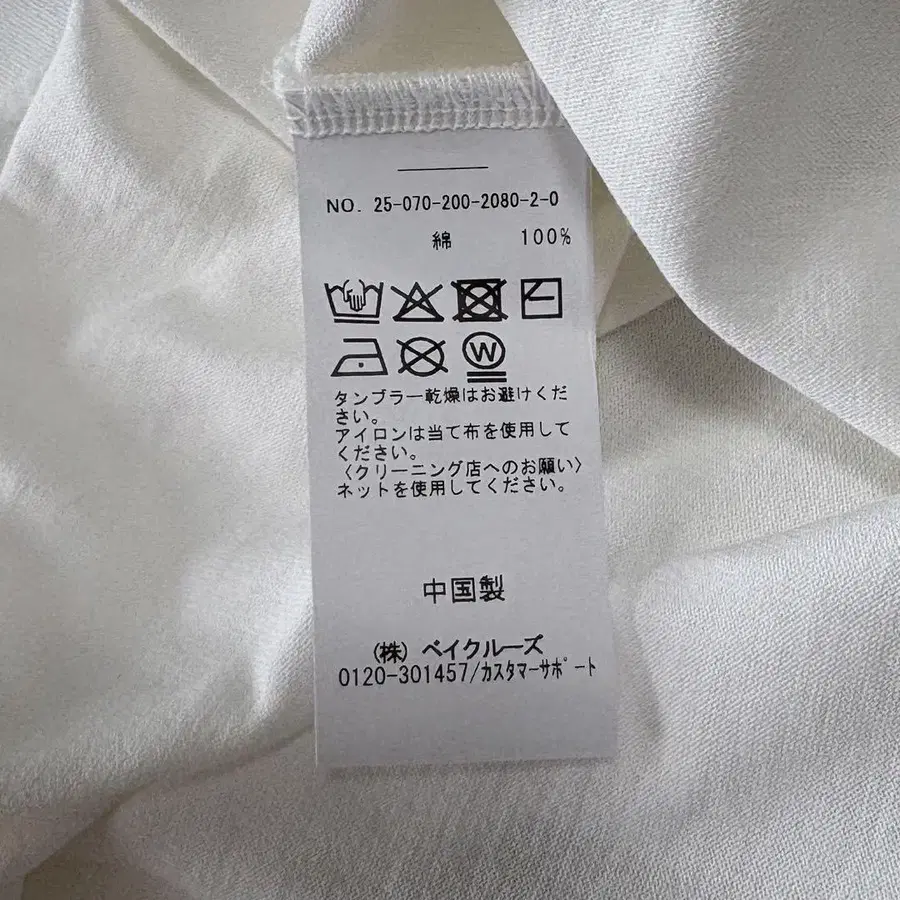 NO. 25-070-200-2080-2-0
綿 100%
W
タンブラー乾燥はお避けくだ
さい。
アイロンは当て布を使用して
ください。
〈クリーニング店へのお願い〉
ネットを使用してください。
中国製
(株) ベイクルーズ
0120-301457/カスタマーサポート